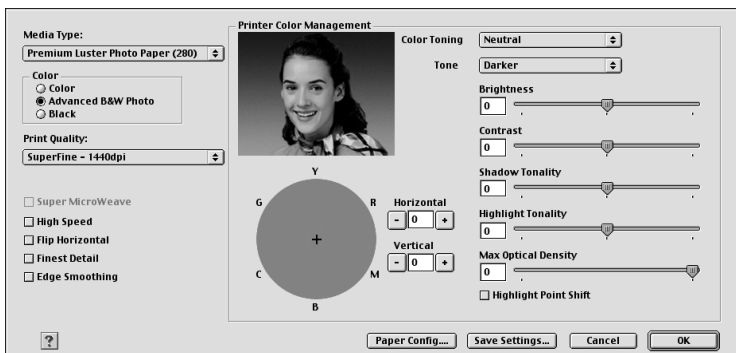 Media Type:
Premium Luster Photo Paper (280)
Color
Color
Advanced B&W Photo
Black
Print Quality:
SuperFine - 1440dpi
Super MicroWeave
High Speed
Flip Horizontal
Finest Detail
Edge Smoothing
?
Printer Color Management
Color Toning Neutral
Tone Darker
Y
G R
C M
B
Horizontal
- 0 +
Vertical
- 0 +
Brightness
0
Contrast
0
Shadow Tonality
0
Highlight Tonality
0
Max Optical Density
0
Highlight Point Shift
Paper Config.... Save Settings... Cancel OK